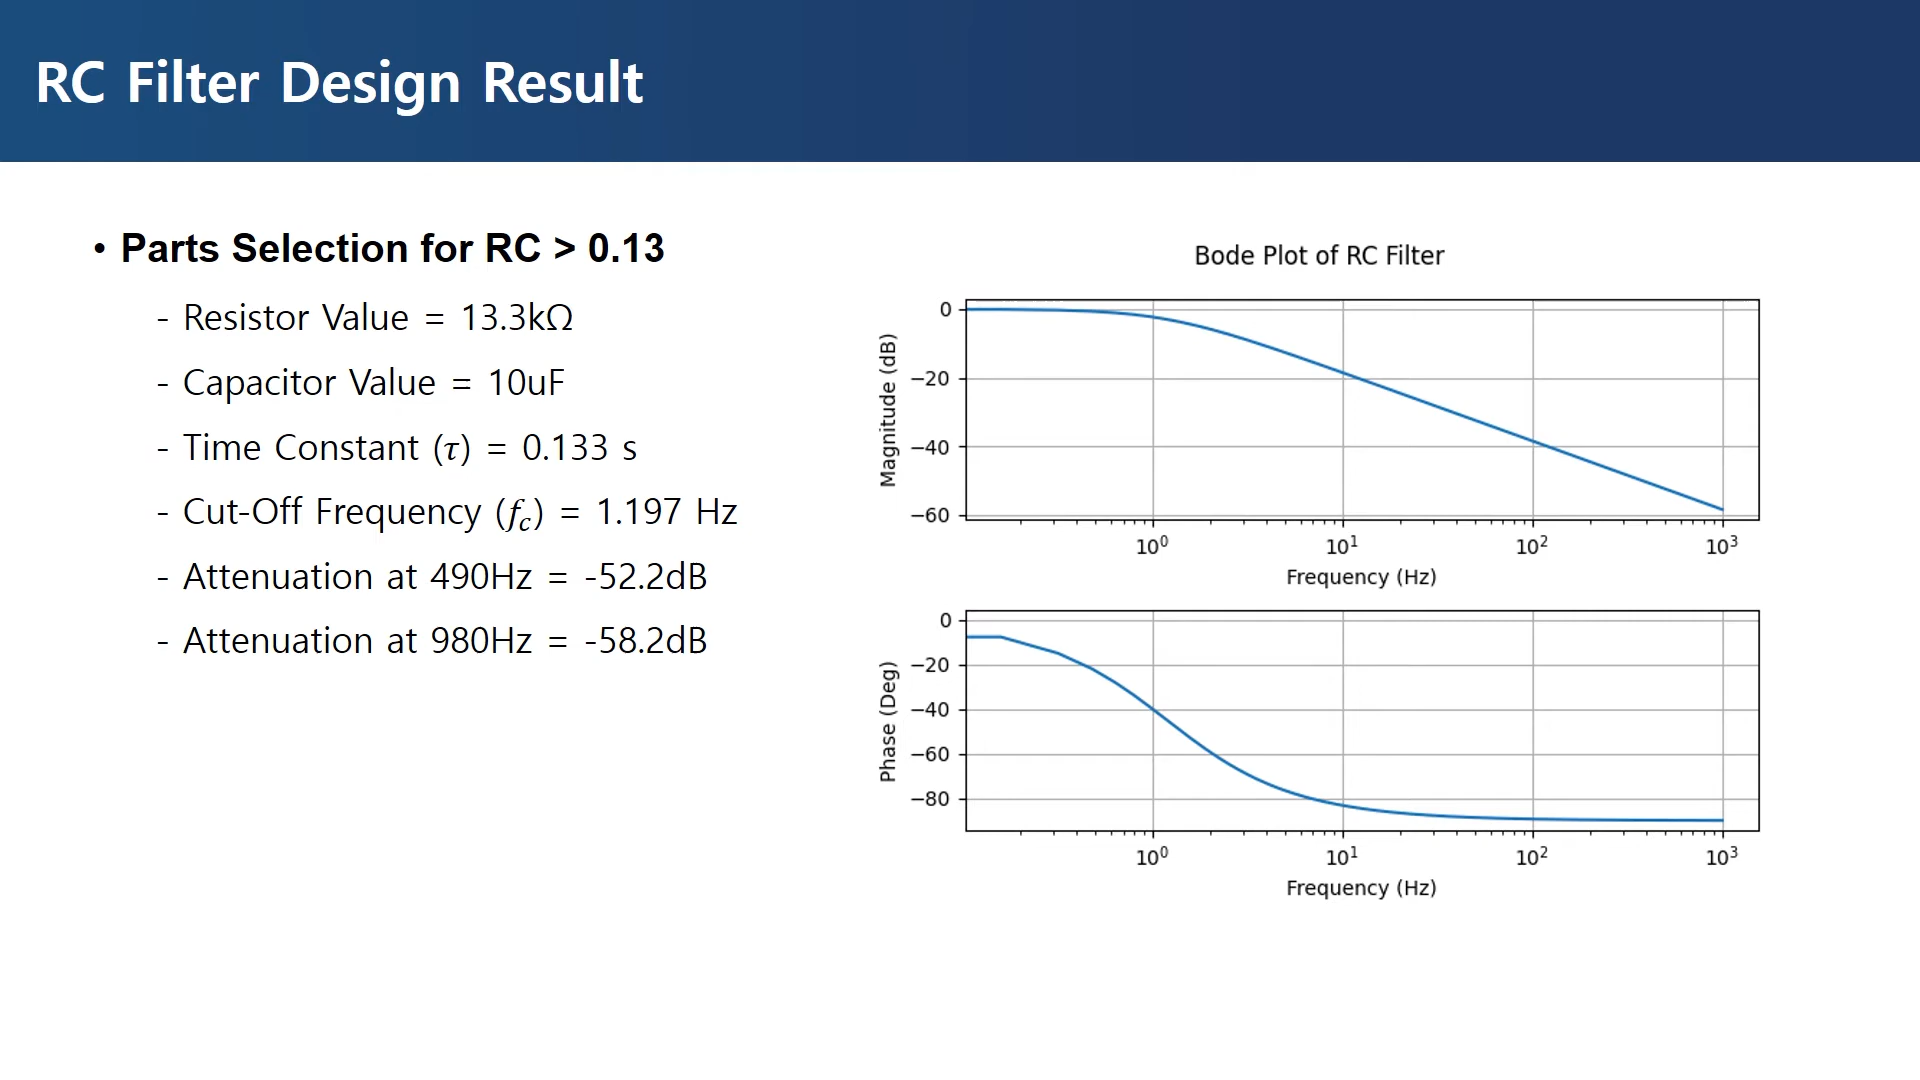 RC Filter Design Result
• Parts Selection for RC > 0.13
- Resistor Value = 13.3kΩ
- Capacitor Value = 10uF
- Time Constant (τ) = 0.133 s
- Cut-Off Frequency (f_c) = 1.197 Hz
- Attenuation at 490Hz = -52.2dB
- Attenuation at 980Hz = -58.2dB
Bode Plot of RC Filter
Magnitude (dB)
0
−20
−40
−60
10⁰ 10¹ 10² 10³
Frequency (Hz)
Phase (Deg)
0
−20
−40
−60
−80
10⁰ 10¹ 10² 10³
Frequency (Hz)